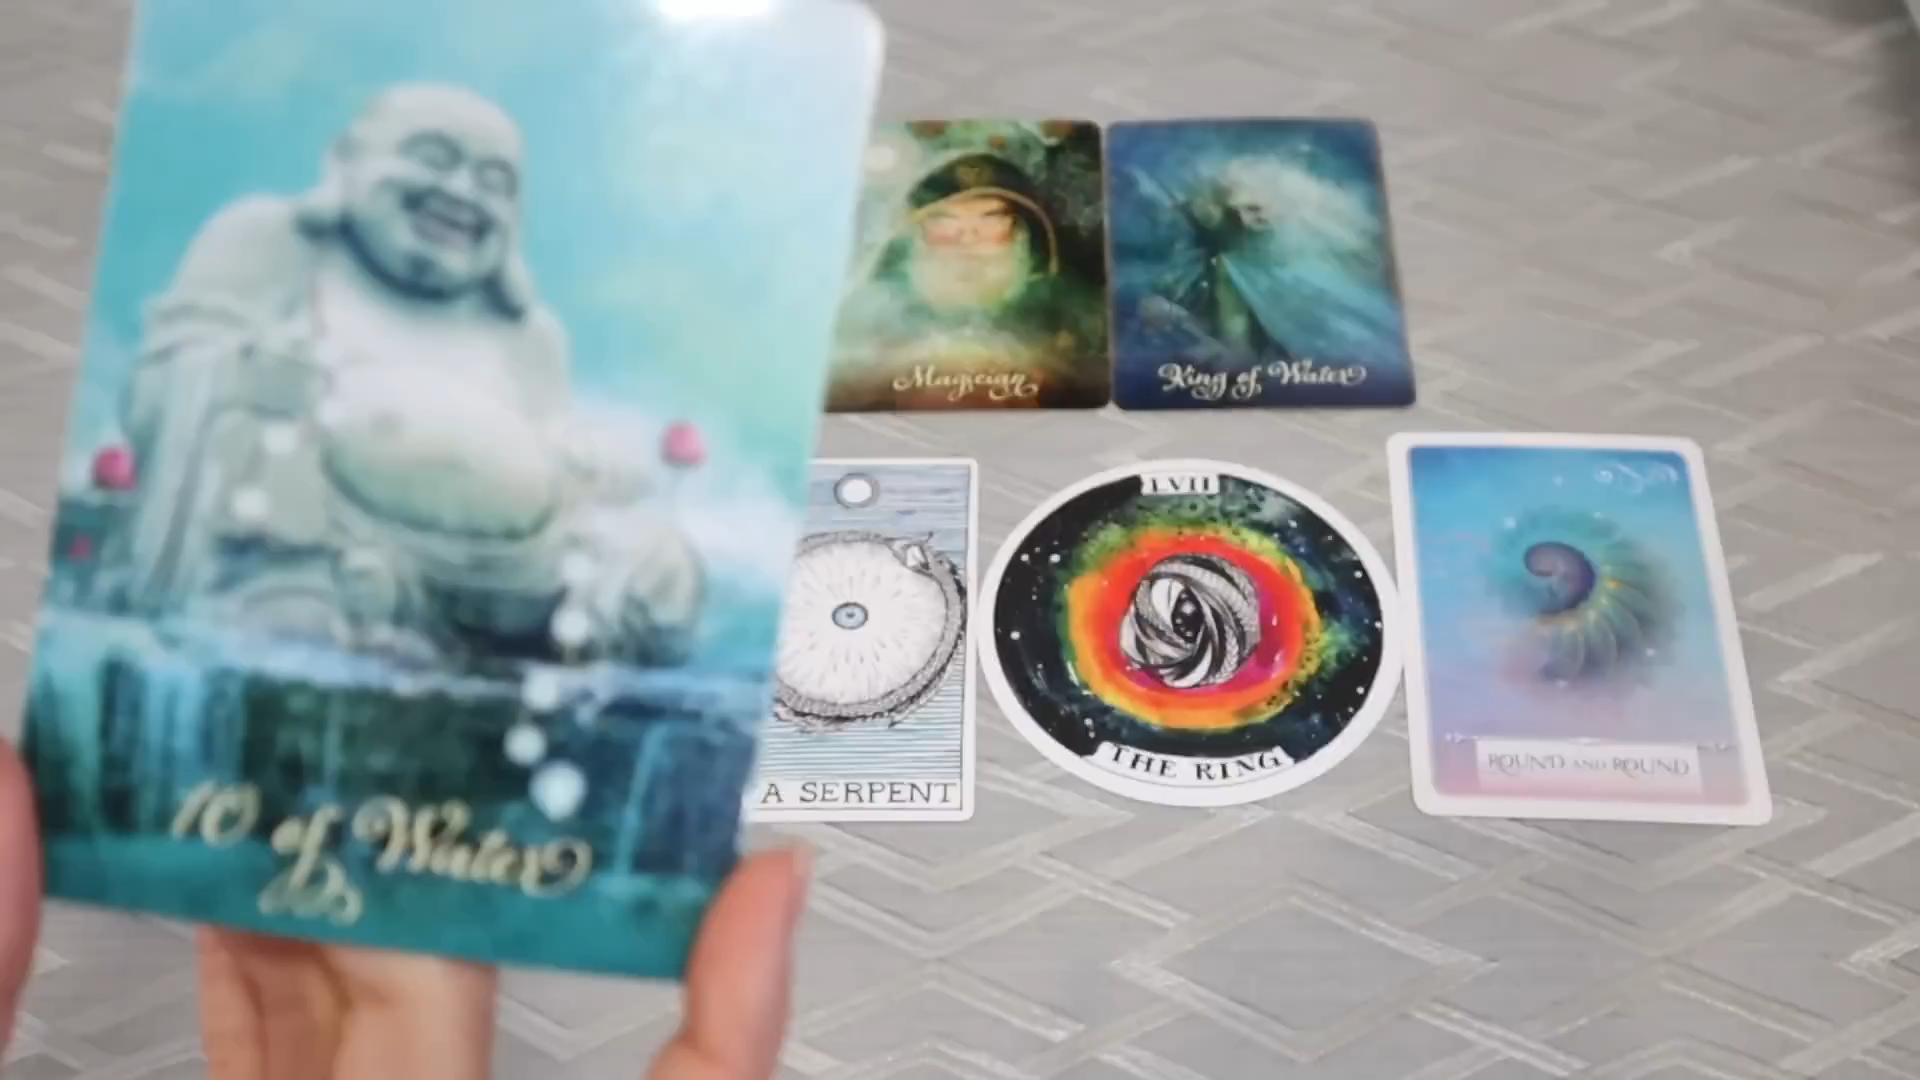 Magician
King of Water
LVII
THE RING
A SERPENT
ROUND AND ROUND
10 of Water